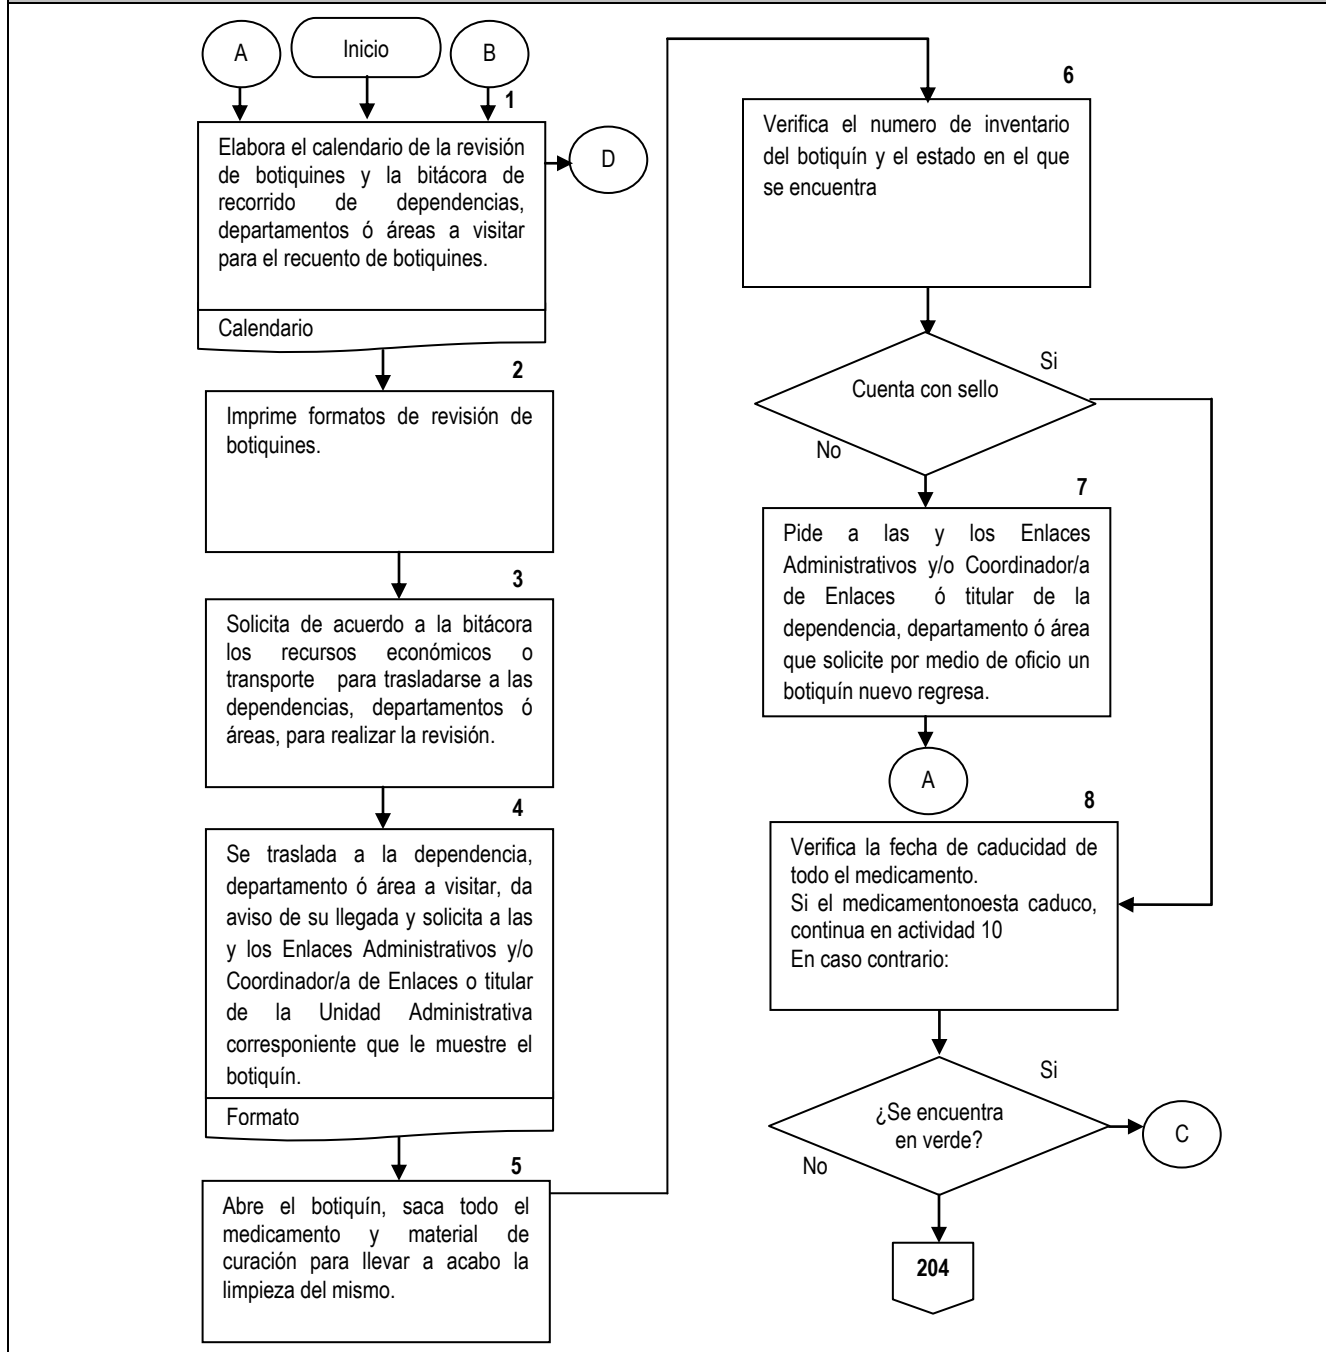 A
Inicio
B
1
Elabora el calendario de la revisión
de botiquines y la bitácora de
recorrido de dependencias,
departamentos ó áreas a visitar
para el recuento de botiquines.
Calendario
D
2
Imprime formatos de revisión de
botiquines.
3
Solicita de acuerdo a la bitácora
los recursos económicos o
transporte para trasladarse a las
dependencias, departamentos ó
áreas, para realizar la revisión.
4
Se traslada a la dependencia,
departamento ó área a visitar, da
aviso de su llegada y solicita a las
y los Enlaces Administrativos y/o
Coordinador/a de Enlaces o titular
de la Unidad Administrativa
corresponiente que le muestre el
botiquín.
Formato
5
Abre el botiquín, saca todo el
medicamento y material de
curación para llevar a acabo la
limpieza del mismo.
6
Verifica el numero de inventario
del botiquín y el estado en el que
se encuentra
Cuenta con sello
Si
No
7
Pide a las y los Enlaces
Administrativos y/o Coordinador/a
de Enlaces ó titular de la
dependencia, departamento ó área
que solicite por medio de oficio un
botiquín nuevo regresa.
A
8
Verifica la fecha de caducidad de
todo el medicamento.
Si el medicamentonoesta caduco,
continua en actividad 10
En caso contrario:
¿Se encuentra
en verde?
Si
No
C
204